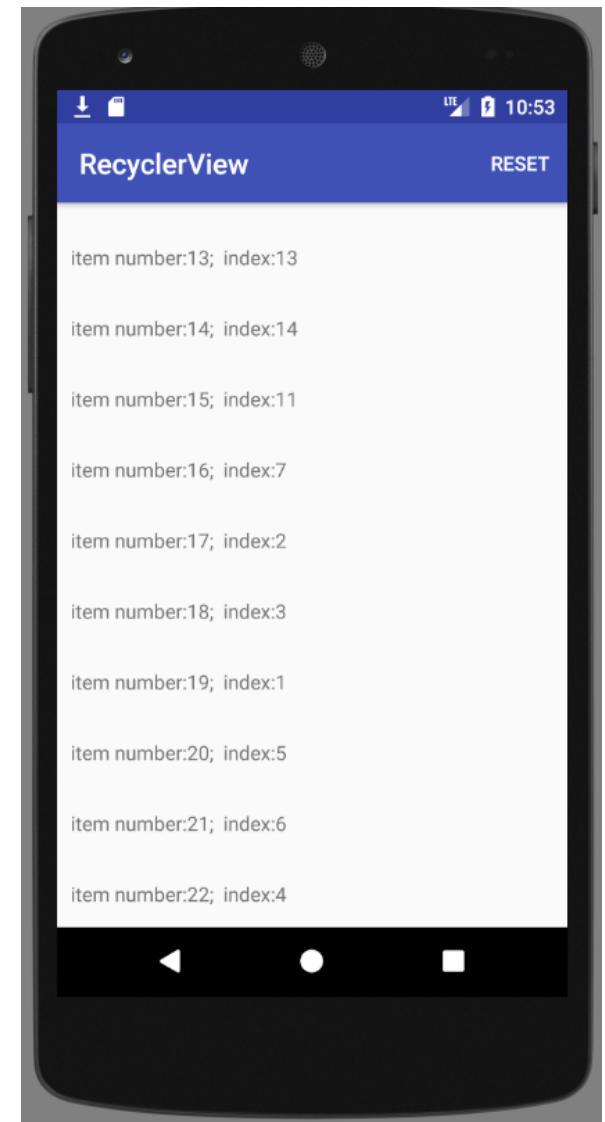 LTE 10:53
RecyclerView RESET
item number:13; index:13
item number:14; index:14
item number:15; index:11
item number:16; index:7
item number:17; index:2
item number:18; index:3
item number:19; index:1
item number:20; index:5
item number:21; index:6
item number:22; index:4